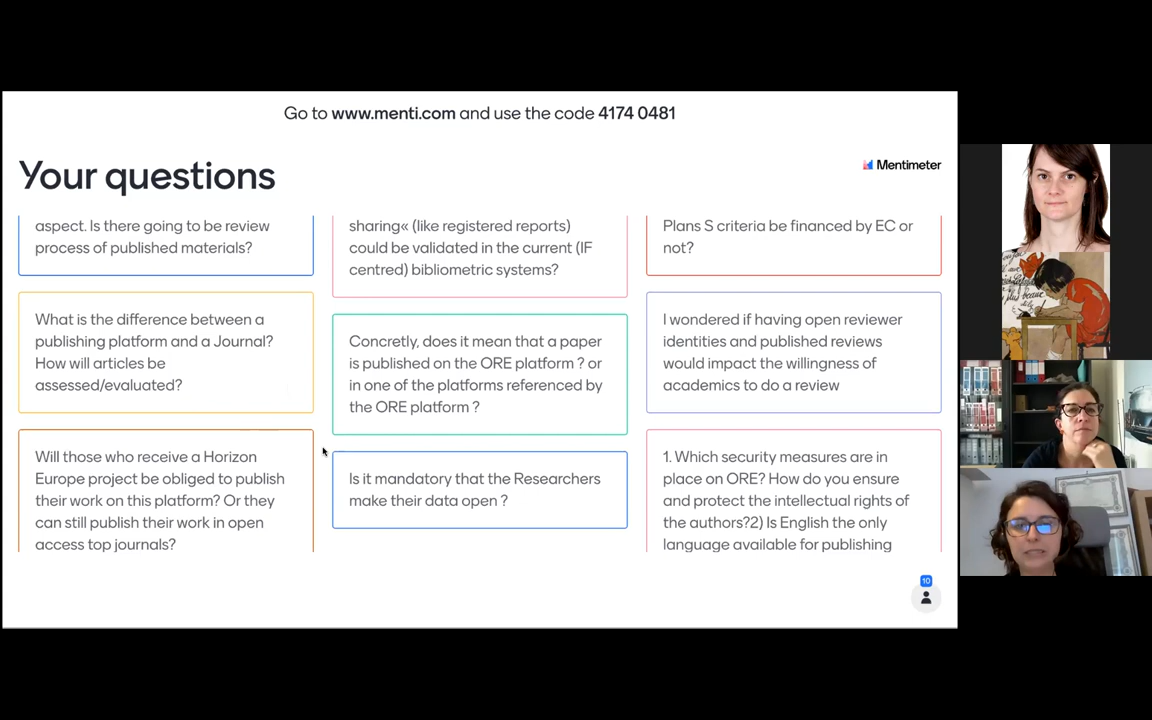 Go to www.menti.com and use the code 4174 0481
Your questions
Mentimeter
aspect. Is there going to be review
process of published materials?
What is the difference between a
publishing platform and a Journal?
How will articles be
assessed/evaluated?
Will those who receive a Horizon
Europe project be obliged to publish
their work on this platform? Or they
can still publish their work in open
access top journals?
sharing« (like registered reports)
could be validated in the current (IF
centred) bibliometric systems?
Concretly, does it mean that a paper
is published on the ORE platform ? or
in one of the platforms referenced by
the ORE platform ?
Is it mandatory that the Researchers
make their data open ?
Plans S criteria be financed by EC or
not?
I wondered if having open reviewer
identities and published reviews
would impact the willingness of
academics to do a review
1. Which security measures are in
place on ORE? How do you ensure
and protect the intellectual rights of
the authors?2) Is English the only
language available for publishing
10